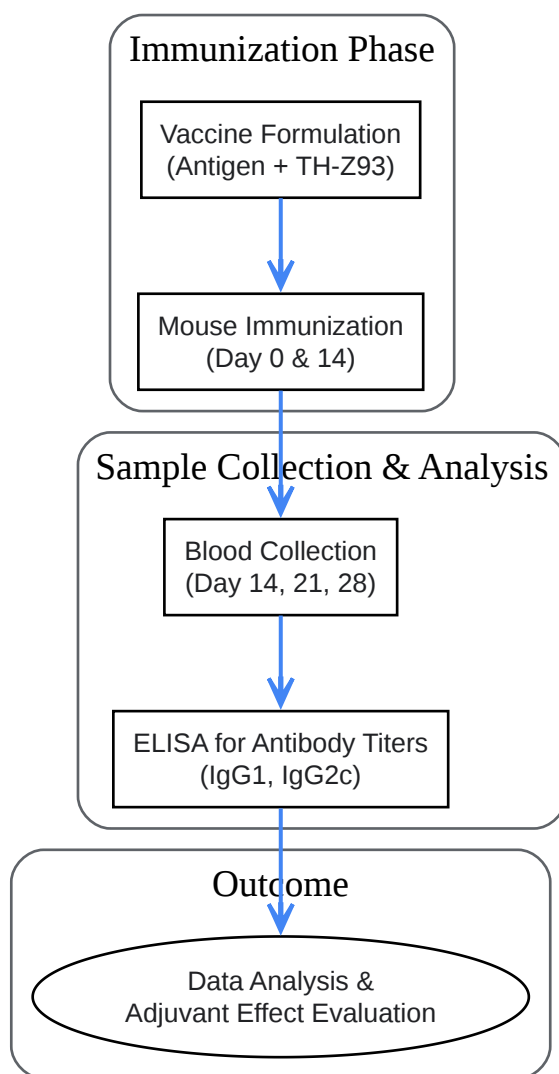 Immunization Phase
Vaccine Formulation
(Antigen + TH-Z93)
Mouse Immunization
(Day 0 & 14)
Sample Collection & Analysis
Blood Collection
(Day 14, 21, 28)
ELISA for Antibody Titers
(IgG1, IgG2c)
Outcome
Data Analysis &
Adjuvant Effect Evaluation